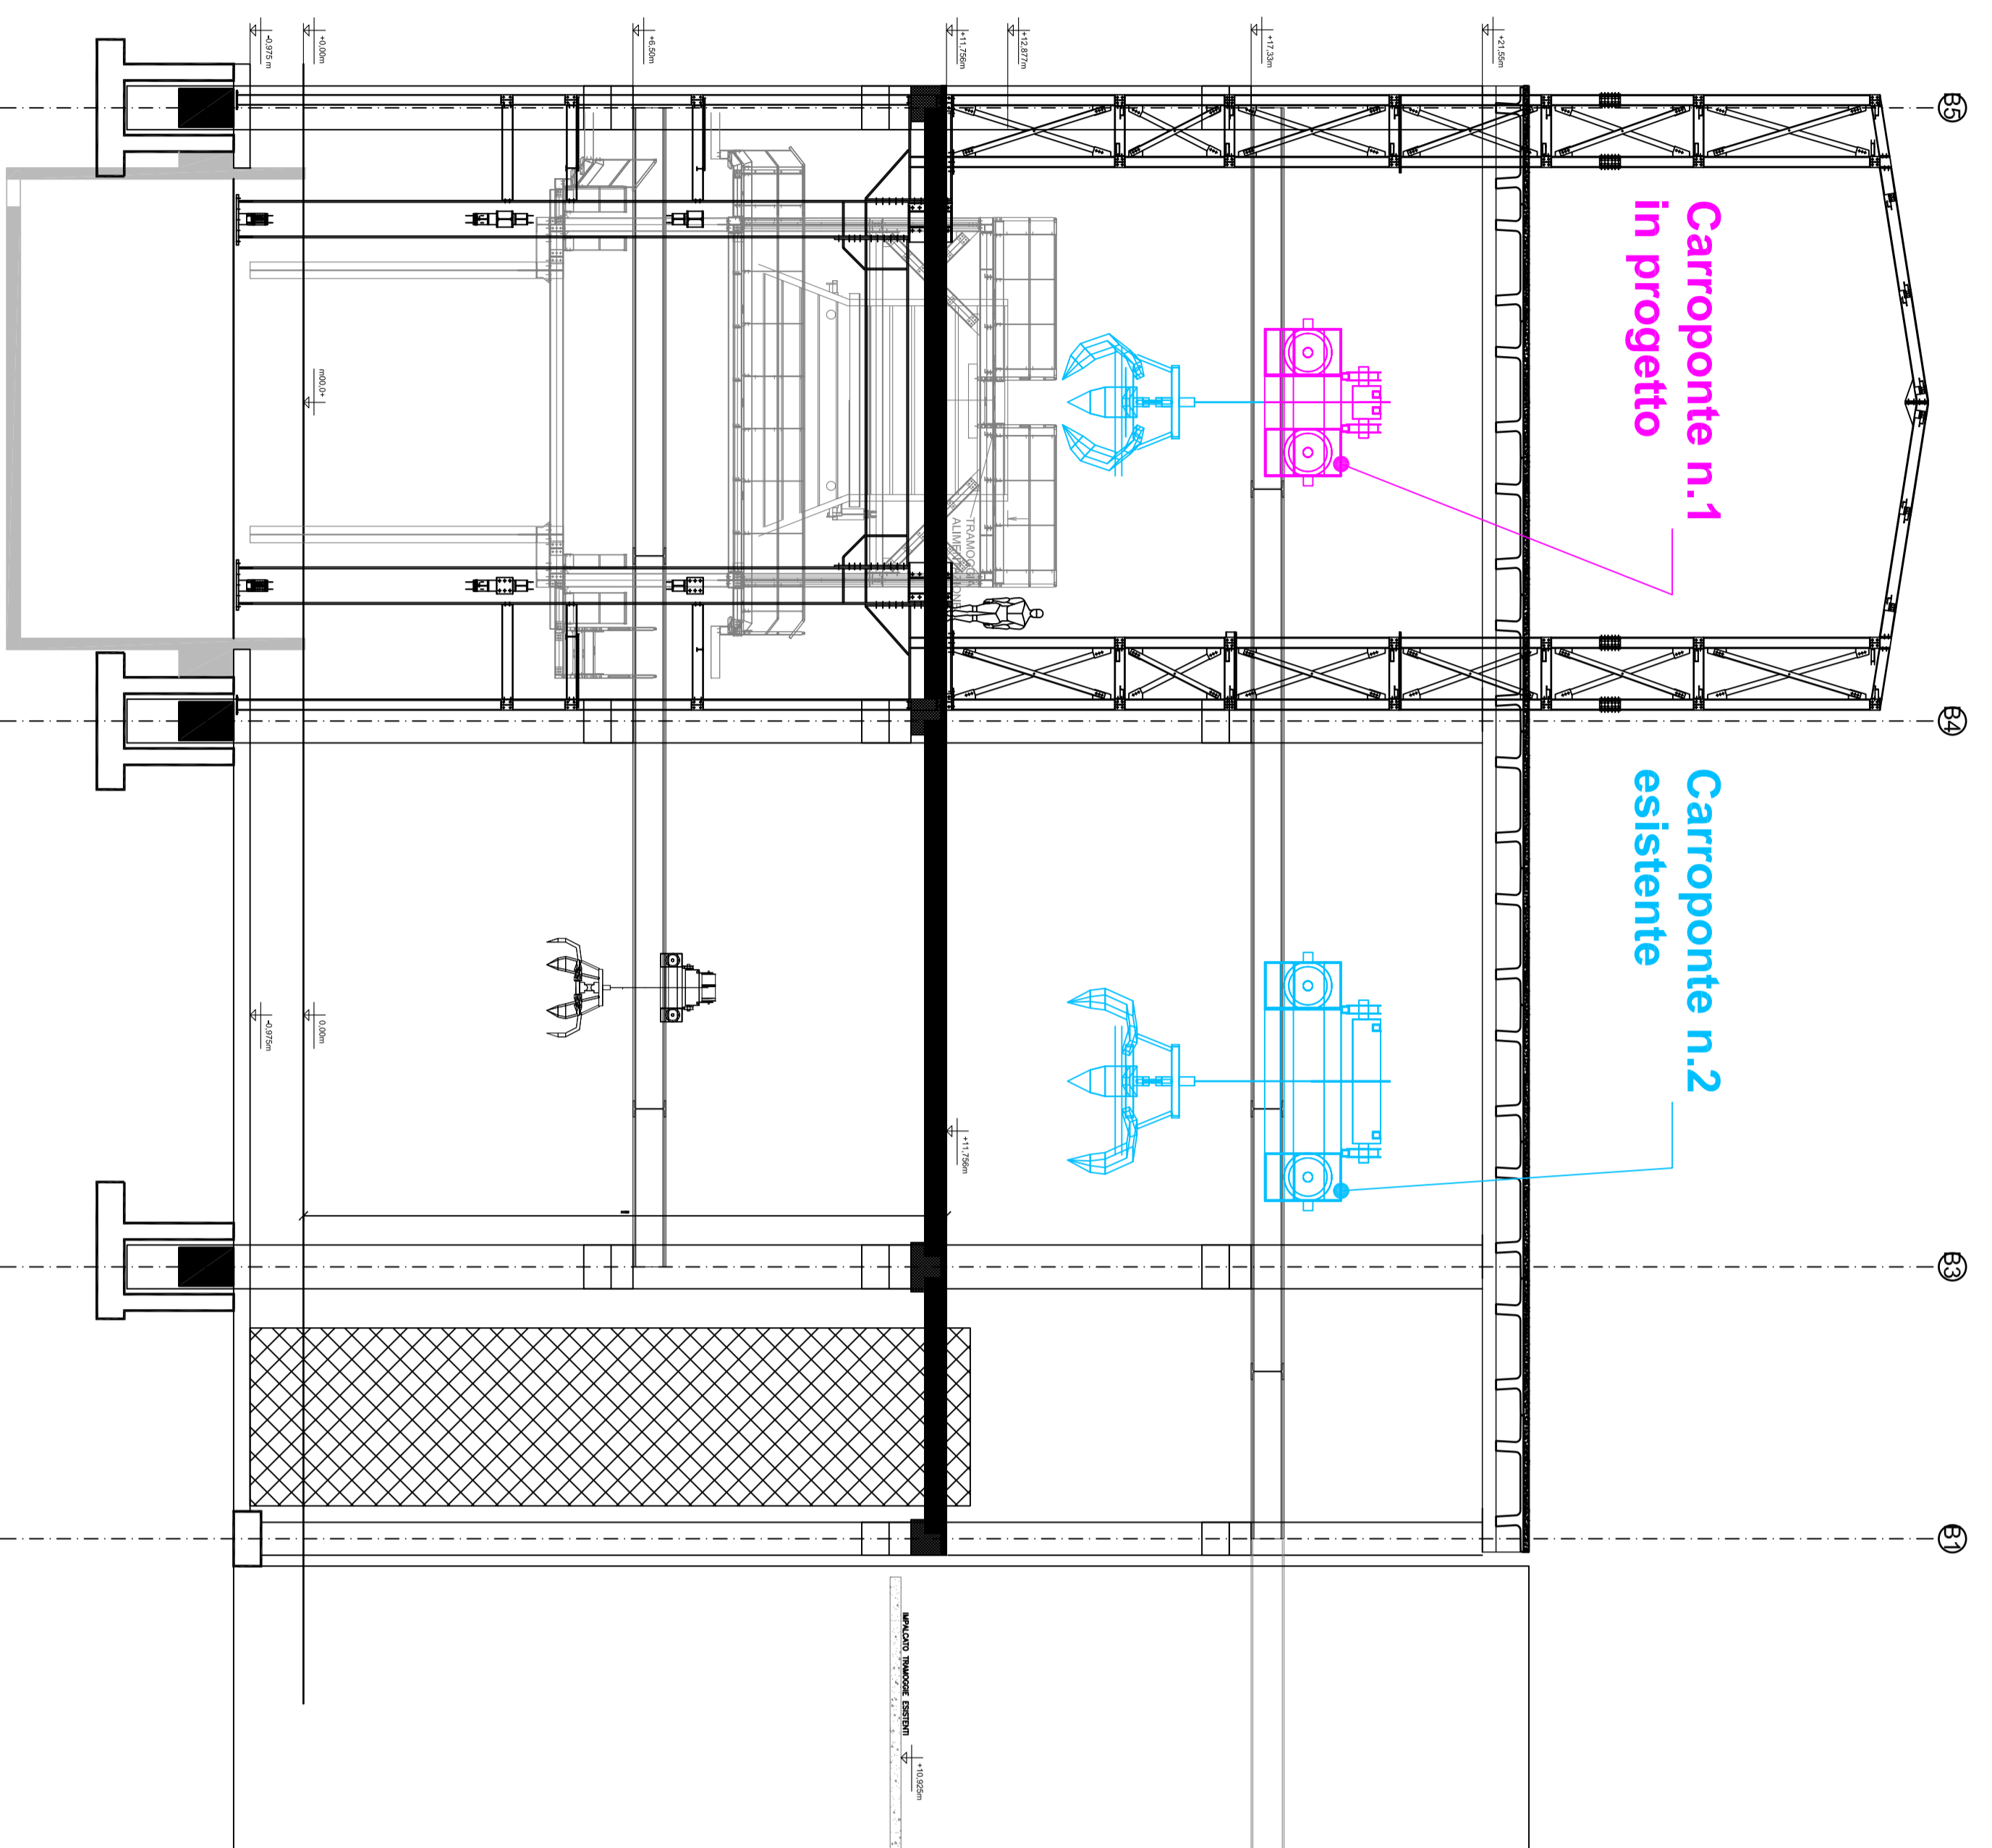 B5
B4
B3
B1
Carroponte n.1
in progetto
Carroponte n.2
esistente
+21,55m
+17,33m
+12,877m
+11,756m
+6,50m
+0,00m
-0,975 m
+0,00m
TRAMOGGIA
ALIMENTAZIONE
+11,756m
0,00m
-0,975m
IMPALCATO TRAMOGGIE ESISTENTI
+10,925m